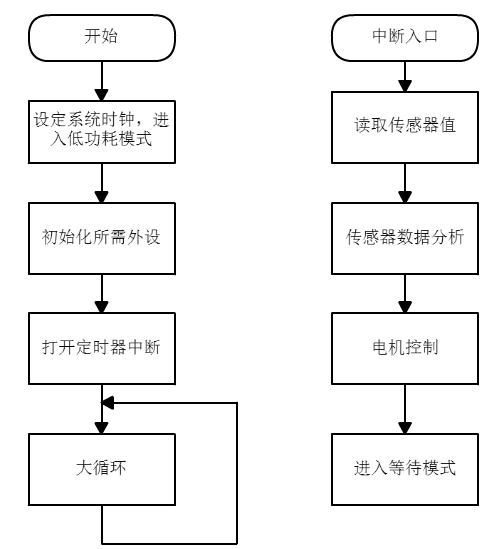 开始
设定系统时钟，进
入低功耗模式
初始化所需外设
打开定时器中断
大循环
中断入口
读取传感器值
传感器数据分析
电机控制
进入等待模式